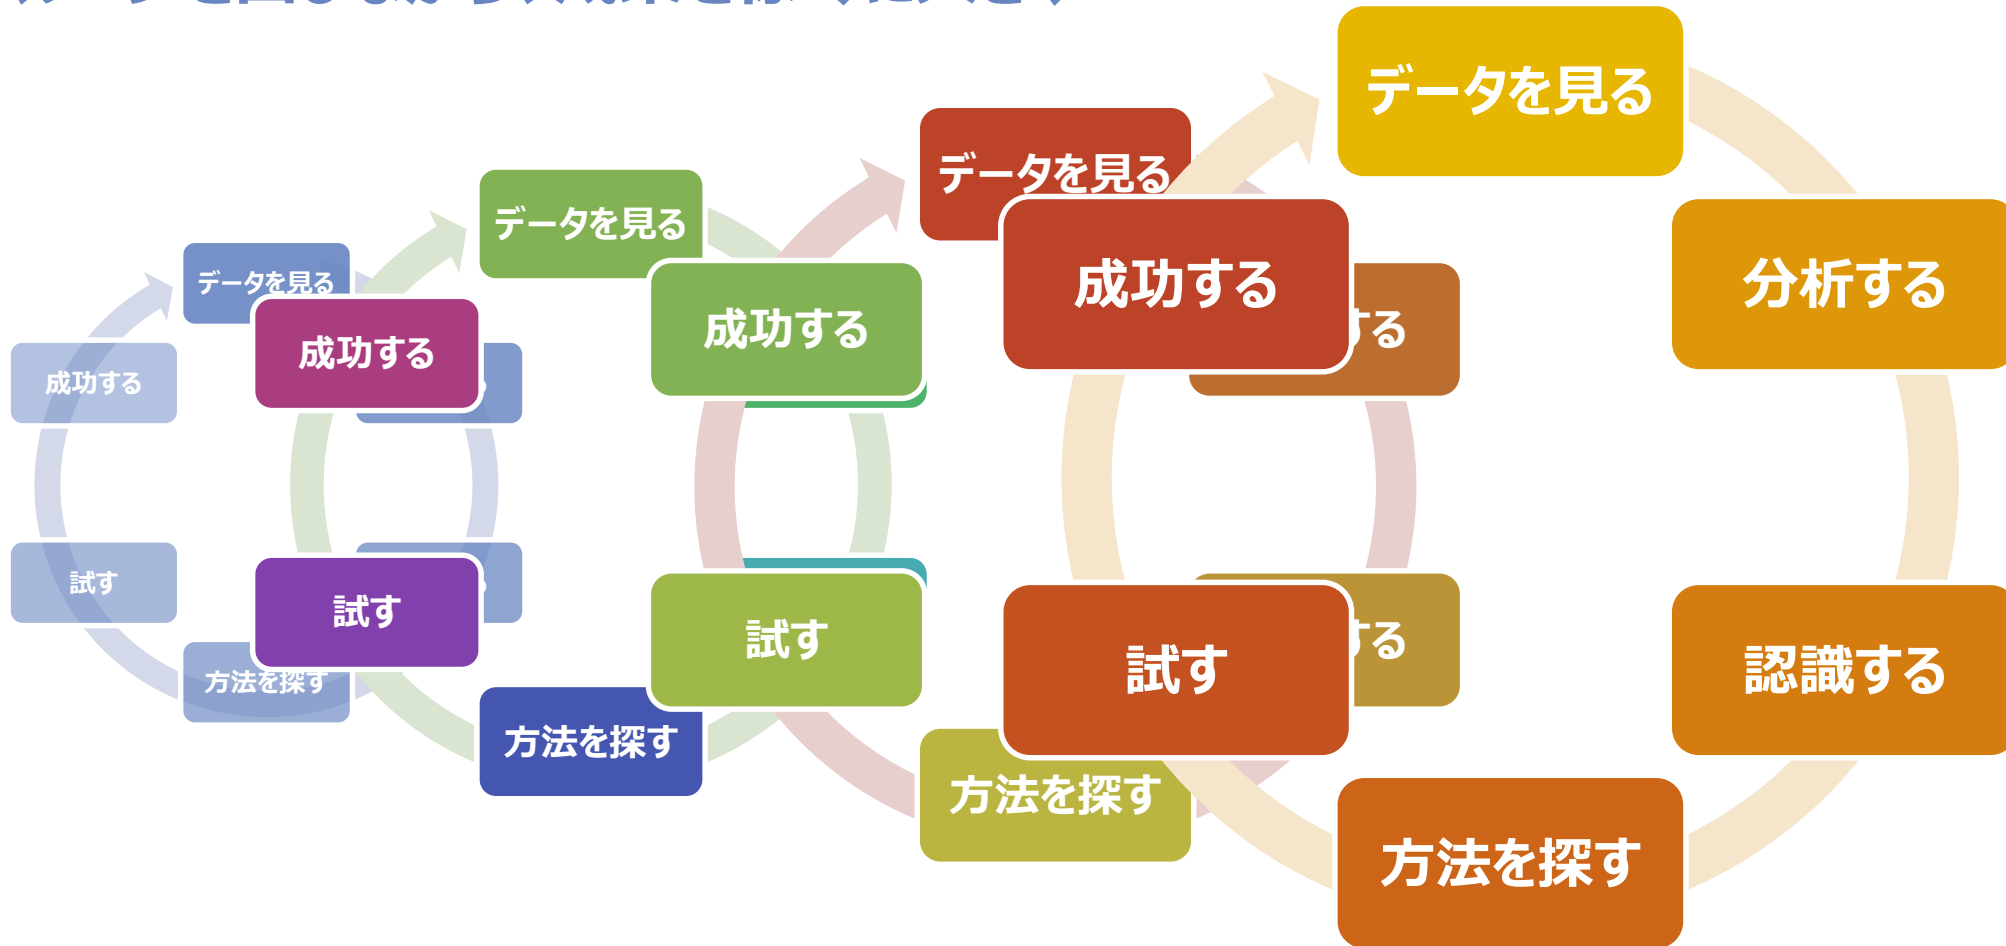 データを見る
成功する
試す
方法を探す
データを見る
成功する
試す
方法を探す
データを見る
成功する
する
試す
する
方法を探す
データを見る
成功する
分析する
試す
認識する
方法を探す